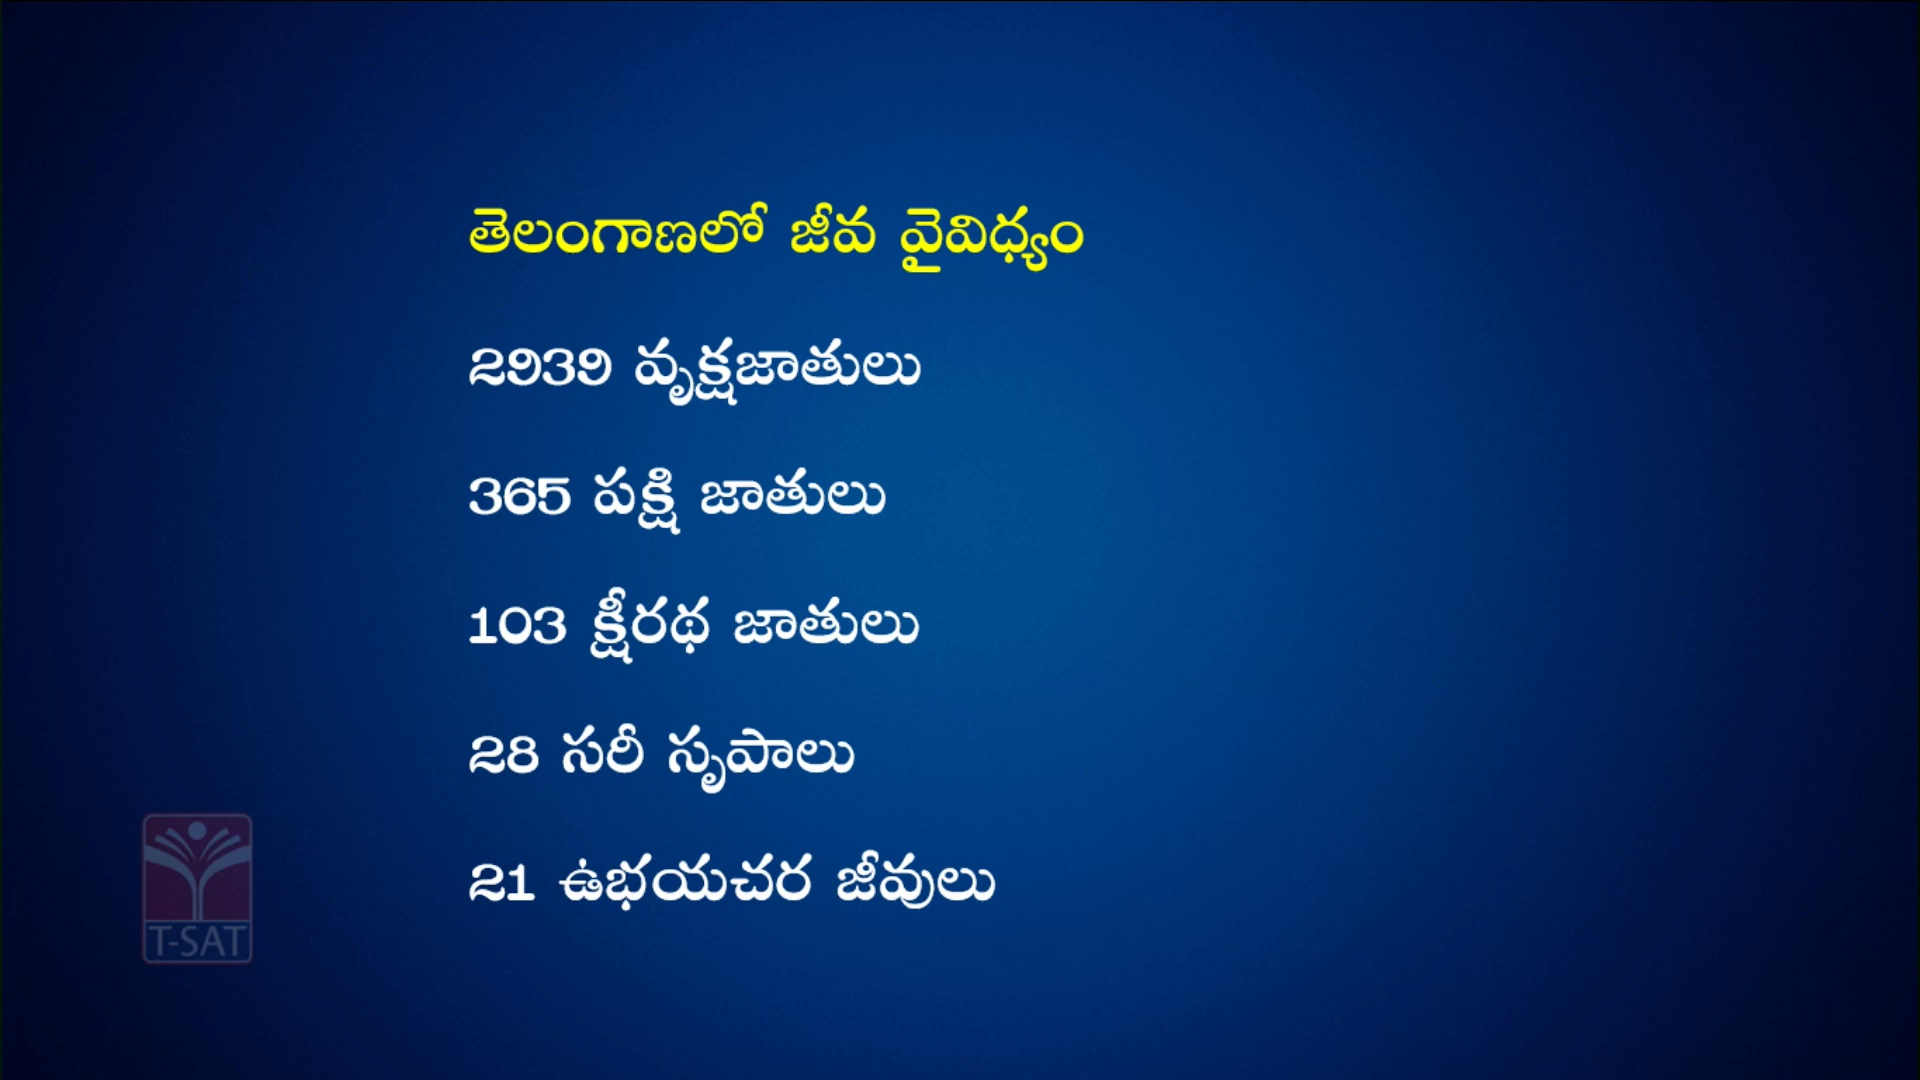 తెలంగాణలో జీవ వైవిధ్యం
2939 వృక్షజాతులు
365 పక్షి జాతులు
103 క్షీరథ జాతులు
28 సరీ సృపాలు
21 ఉభయచర జీవులు
T-SAT